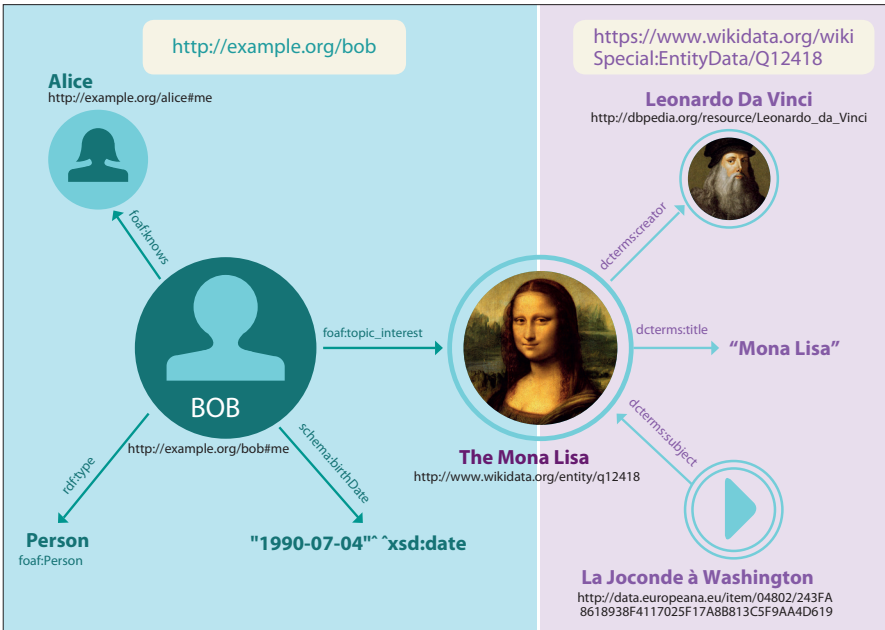 http://example.org/bob
Alice
http://example.org/alice#me
foaf:knows
BOB
http://example.org/bob#me
foaf:topic_interest
rdf:type
schema:birthDate
Person
foaf:Person
"1990-07-04"^^xsd:date
https://www.wikidata.org/wiki
Special:EntityData/Q12418
Leonardo Da Vinci
http://dbpedia.org/resource/Leonardo_da_Vinci
dcterms:creator
dcterms:title
“Mona Lisa”
The Mona Lisa
http://www.wikidata.org/entity/q12418
dcterms:subject
La Joconde à Washington
http://data.europeana.eu/item/04802/243FA
8618938F4117025F17A8B813C5F9AA4D619